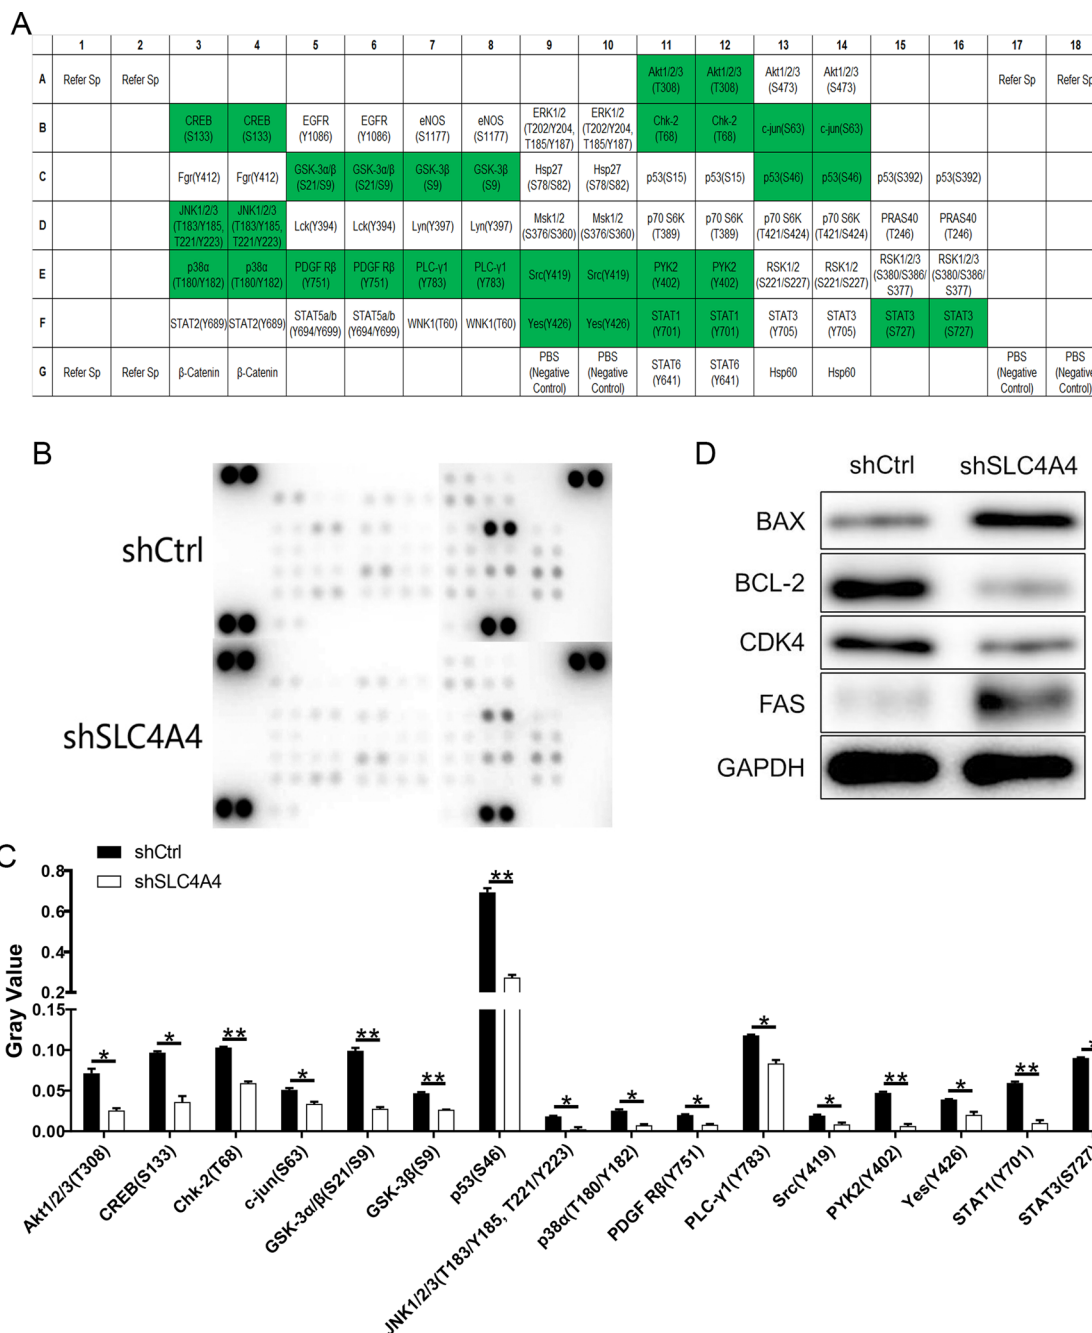 A
1 2 3 4 5 6 7 8 9 10 11 12 13 14 15 16 17 18
A Refer Sp Refer Sp Akt1/2/3 (T308) Akt1/2/3 (T308) Akt1/2/3 (S473) Akt1/2/3 (S473) Refer Sp Refer Sp
B CREB (S133) CREB (S133) EGFR (Y1086) EGFR (Y1086) eNOS (S1177) eNOS (S1177) ERK1/2 (T202/Y204, T185/Y187) ERK1/2 (T202/Y204, T185/Y187) Chk-2 (T68) Chk-2 (T68) c-jun(S63) c-jun(S63)
C Fgr(Y412) Fgr(Y412) GSK-3α/β (S21/S9) GSK-3α/β (S21/S9) GSK-3β (S9) GSK-3β (S9) Hsp27 (S78/S82) Hsp27 (S78/S82) p53(S15) p53(S15) p53(S46) p53(S46) p53(S392) p53(S392)
D JNK1/2/3 (T183/Y185, T221/Y223) JNK1/2/3 (T183/Y185, T221/Y223) Lck(Y394) Lck(Y394) Lyn(Y397) Lyn(Y397) Msk1/2 (S376/S360) Msk1/2 (S376/S360) p70 S6K (T389) p70 S6K (T389) p70 S6K (T421/S424) p70 S6K (T421/S424) PRAS40 (T246) PRAS40 (T246)
E p38α (T180/Y182) p38α (T180/Y182) PDGF Rβ (Y751) PDGF Rβ (Y751) PLC-γ1 (Y783) PLC-γ1 (Y783) Src(Y419) Src(Y419) PYK2 (Y402) PYK2 (Y402) RSK1/2 (S221/S227) RSK1/2 (S221/S227) RSK1/2/3 (S380/S386/ S377) RSK1/2/3 (S380/S386/ S377)
F STAT2(Y689) STAT2(Y689) STAT5a/b (Y694/Y699) STAT5a/b (Y694/Y699) WNK1(T60) WNK1(T60) Yes(Y426) Yes(Y426) STAT1 (Y701) STAT1 (Y701) STAT3 (Y705) STAT3 (Y705) STAT3 (S727) STAT3 (S727)
G Refer Sp Refer Sp β-Catenin β-Catenin PBS (Negative Control) PBS (Negative Control) STAT6 (Y641) STAT6 (Y641) Hsp60 Hsp60 PBS (Negative Control) PBS (Negative Control)
B
shCtrl
shSLC4A4
D
shCtrl shSLC4A4
BAX
BCL-2
CDK4
FAS
GAPDH
C
shCtrl
shSLC4A4
Gray Value
0.8
0.6
0.4
0.2
0.15
0.10
0.05
0.00
* * ** * ** ** ** * * * * * ** * ** *
Akt1/2/3(T308)
CREB(S133)
Chk-2(T68)
c-jun(S63)
GSK-3α/β(S21/S9)
GSK-3β(S9)
p53(S46)
JNK1/2/3(T183/Y185, T221/Y223)
p38α(T180/Y182)
PDGF Rβ(Y751)
PLC-γ1(Y783)
Src(Y419)
PYK2(Y402)
Yes(Y426)
STAT1(Y701)
STAT3(S727)